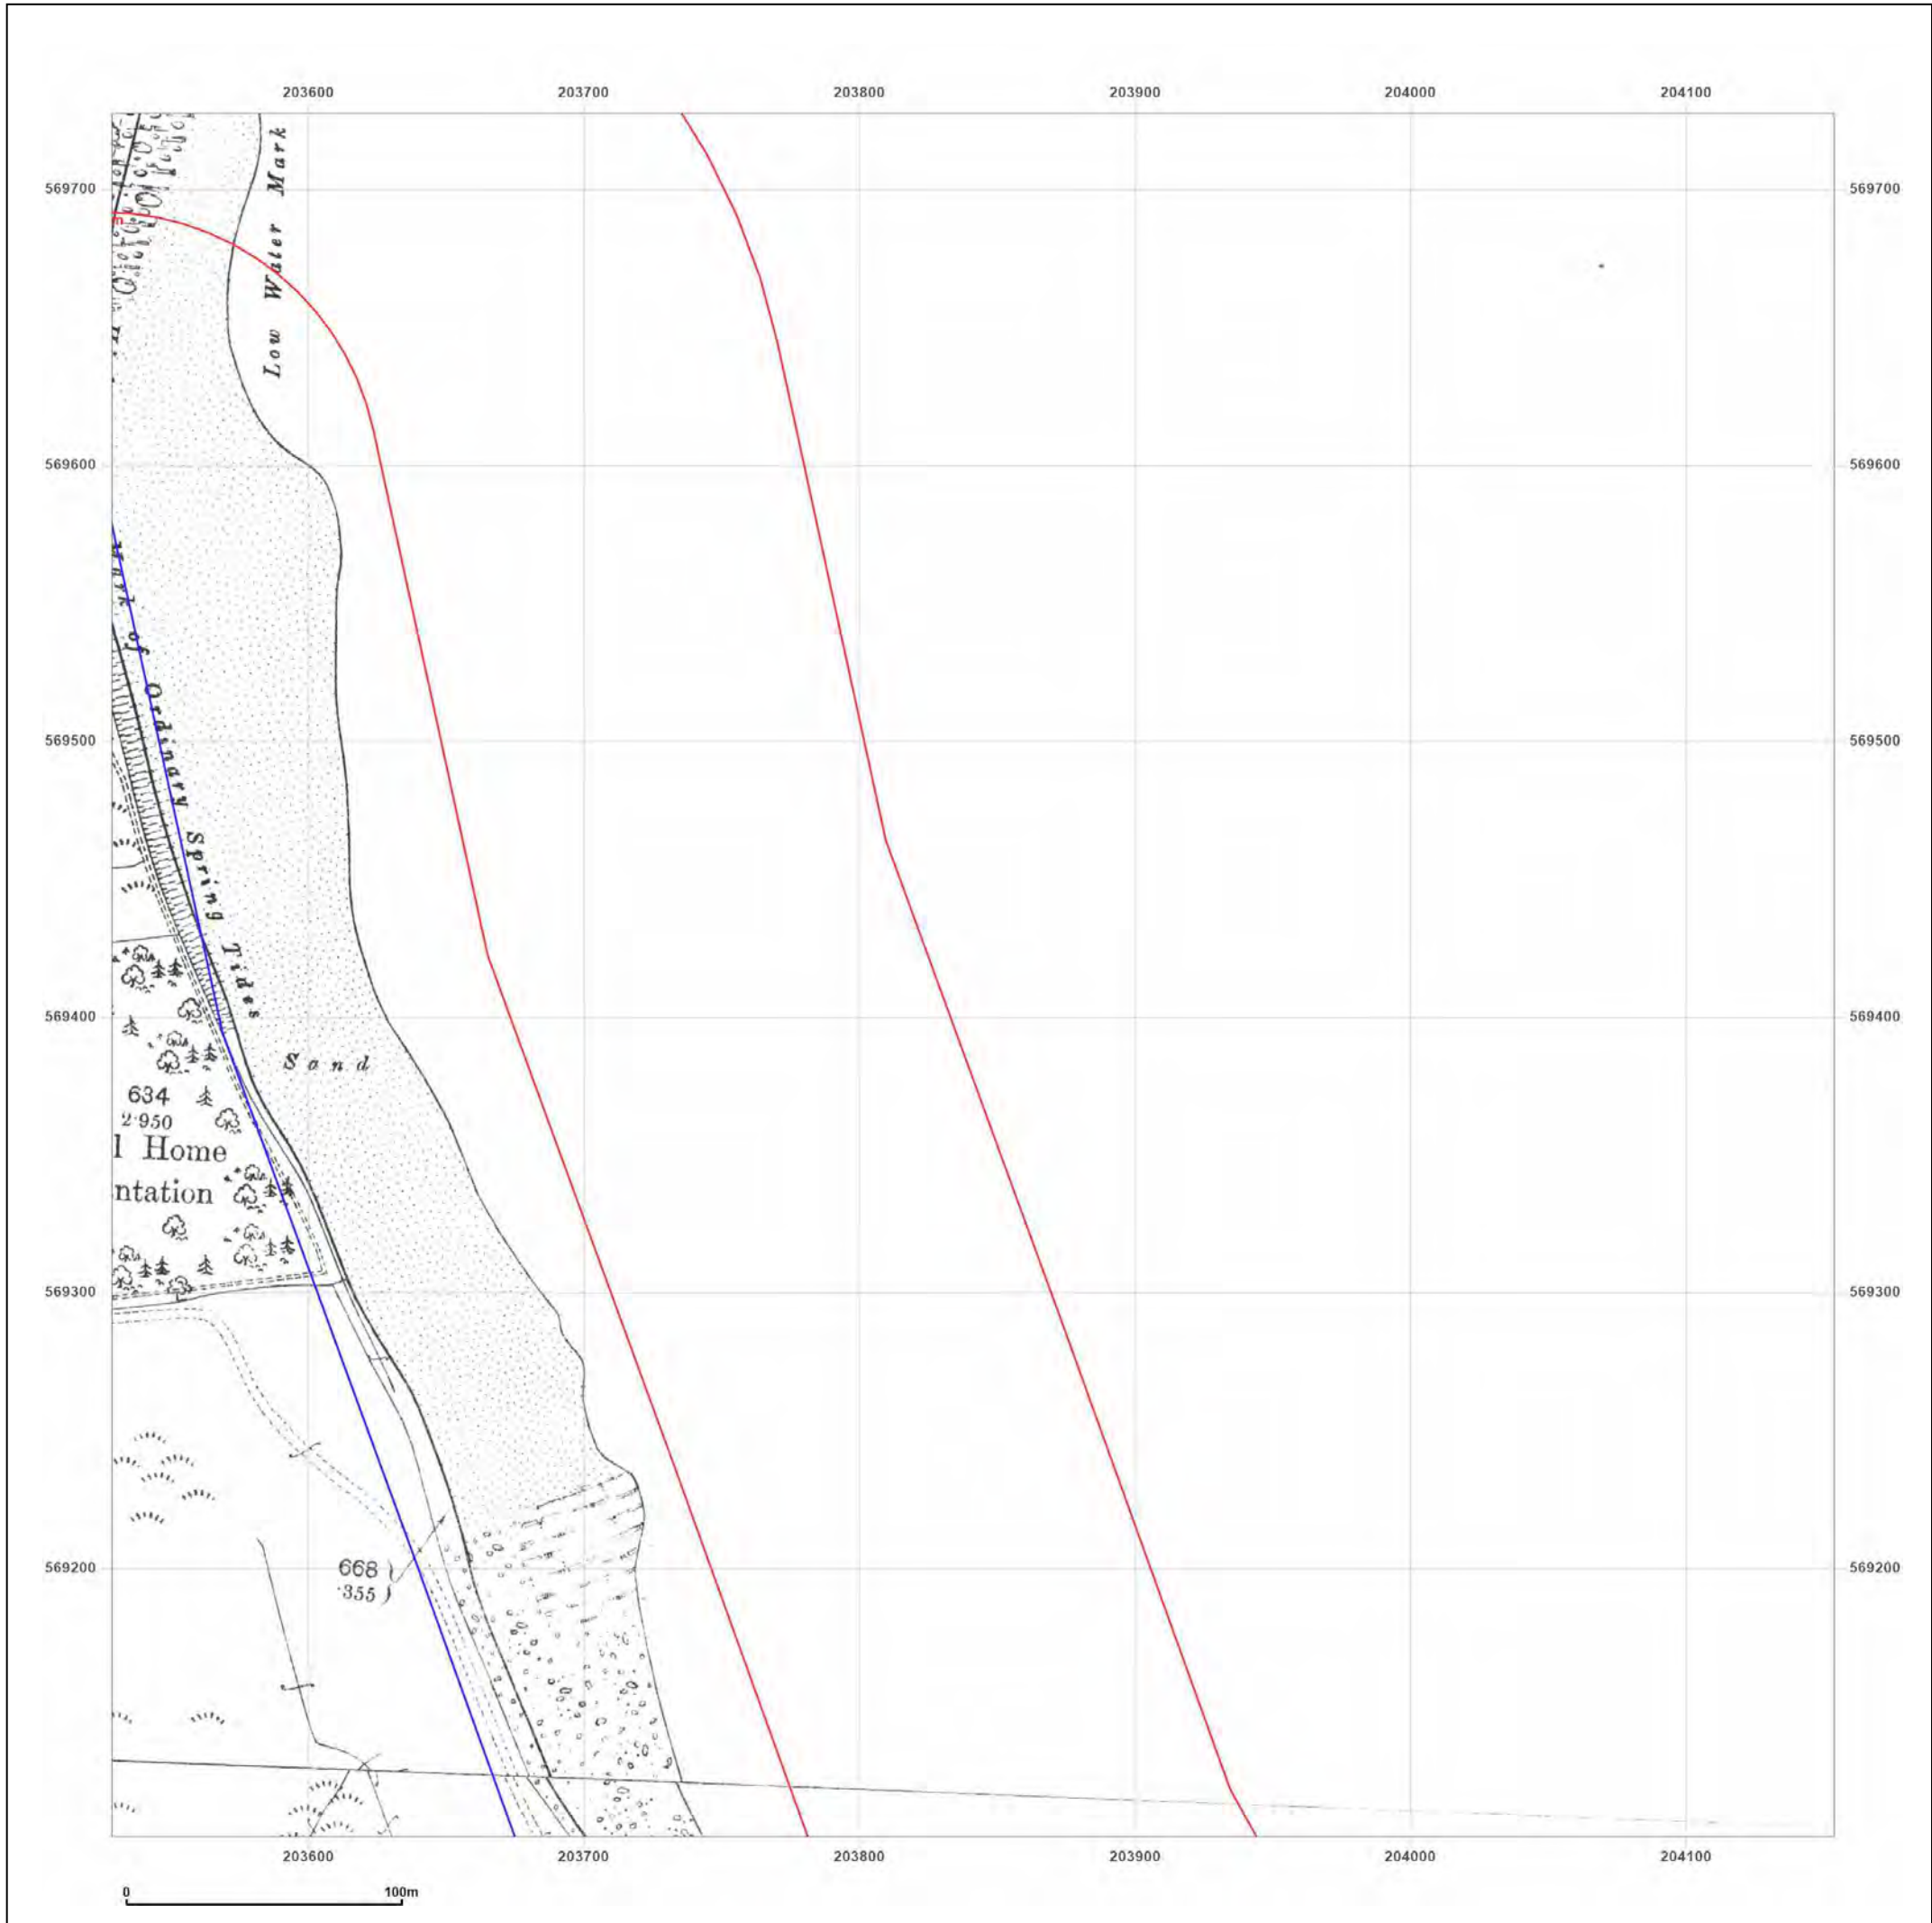 203600 203700 203800 203900 204000 204100
569700 569700
Low Water Mark
569600 569600
Mark of Ordinary Spring Tides
569500 569500
569400 569400
Sand
634
2·950
l Home
ntation
569300 569300
569200 569200
668
·355
203600 203700 203800 203900 204000 204100
0 100m